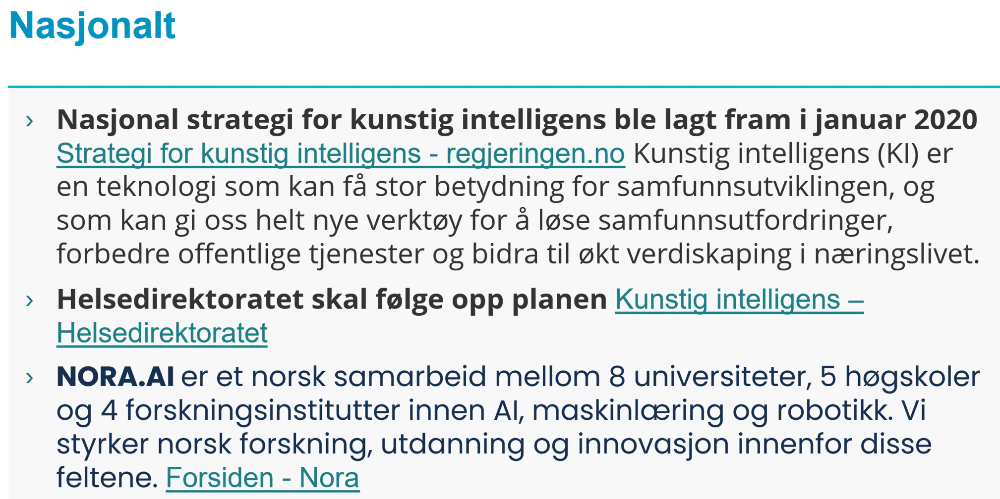 Nasjonalt
› Nasjonal strategi for kunstig intelligens ble lagt fram i januar 2020
Strategi for kunstig intelligens - regjeringen.no Kunstig intelligens (KI) er
en teknologi som kan få stor betydning for samfunnsutviklingen, og
som kan gi oss helt nye verktøy for å løse samfunnsutfordringer,
forbedre offentlige tjenester og bidra til økt verdiskaping i næringslivet.
› Helsedirektoratet skal følge opp planen Kunstig intelligens –
Helsedirektoratet
› NORA.AI er et norsk samarbeid mellom 8 universiteter, 5 høgskoler
og 4 forskningsinstitutter innen AI, maskinlæring og robotikk. Vi
styrker norsk forskning, utdanning og innovasjon innenfor disse
feltene. Forsiden - Nora